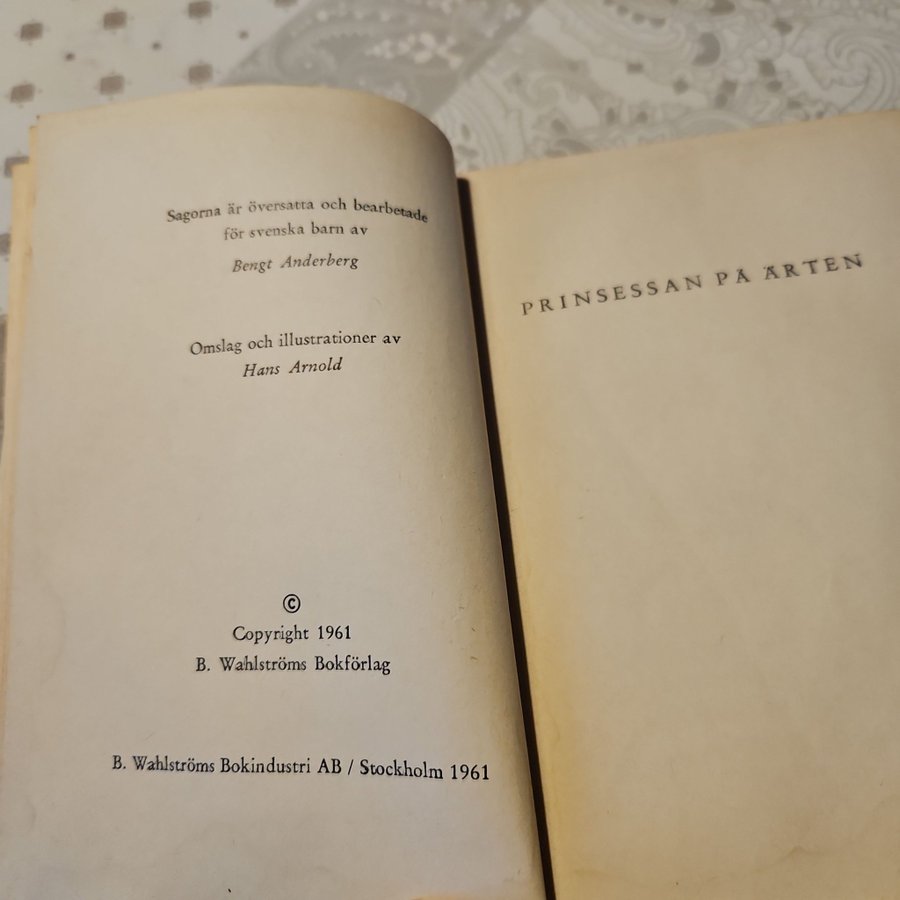 Sagorna är översatta och bearbetade
för svenska barn av
Bengt Anderberg
Omslag och illustrationer av
Hans Arnold
©
Copyright 1961
B. Wahlströms Bokförlag
B. Wahlströms Bokindustri AB / Stockholm 1961
PRINSESSAN PÅ ÄRTEN